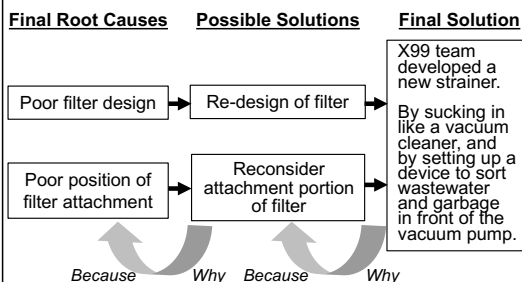 Final Root Causes
Possible Solutions
Final Solution
Poor filter design
Re-design of filter
Poor position of
filter attachment
Reconsider
attachment portion
of filter
X99 team
developed a
new strainer.
By sucking in
like a vacuum
cleaner, and
by setting up a
device to sort
wastewater
and garbage
in front of the
vacuum pump.
Because
Why
Because
Why